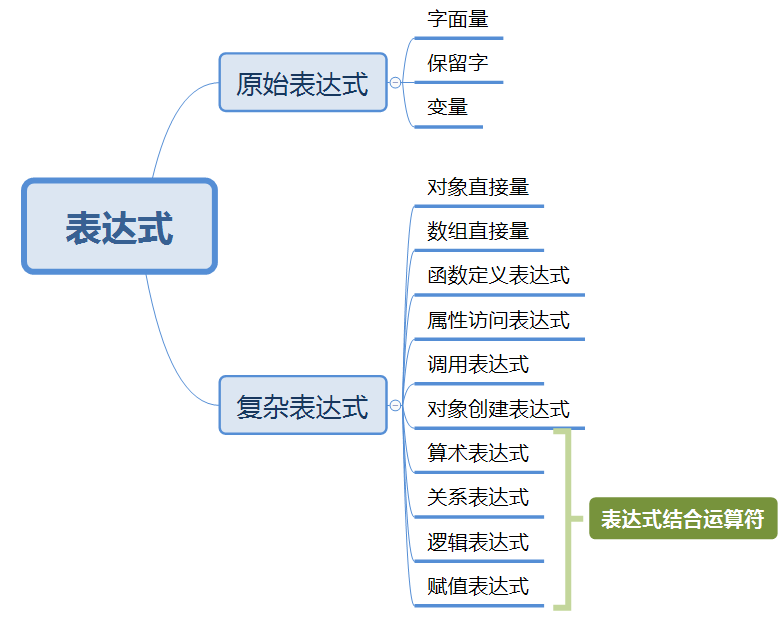 表达式
原始表达式
字面量
保留字
变量
复杂表达式
对象直接量
数组直接量
函数定义表达式
属性访问表达式
调用表达式
对象创建表达式
算术表达式
关系表达式
逻辑表达式
赋值表达式
表达式结合运算符